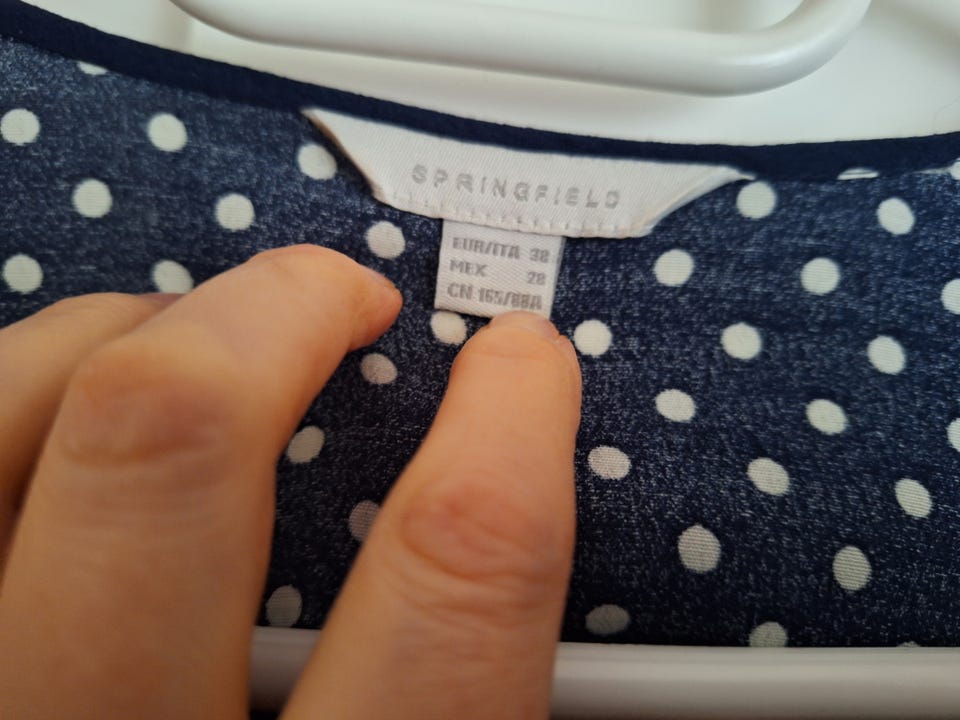 SPRINGFIELD
EUR/ITA 38
MEX 28
CN 165/88A